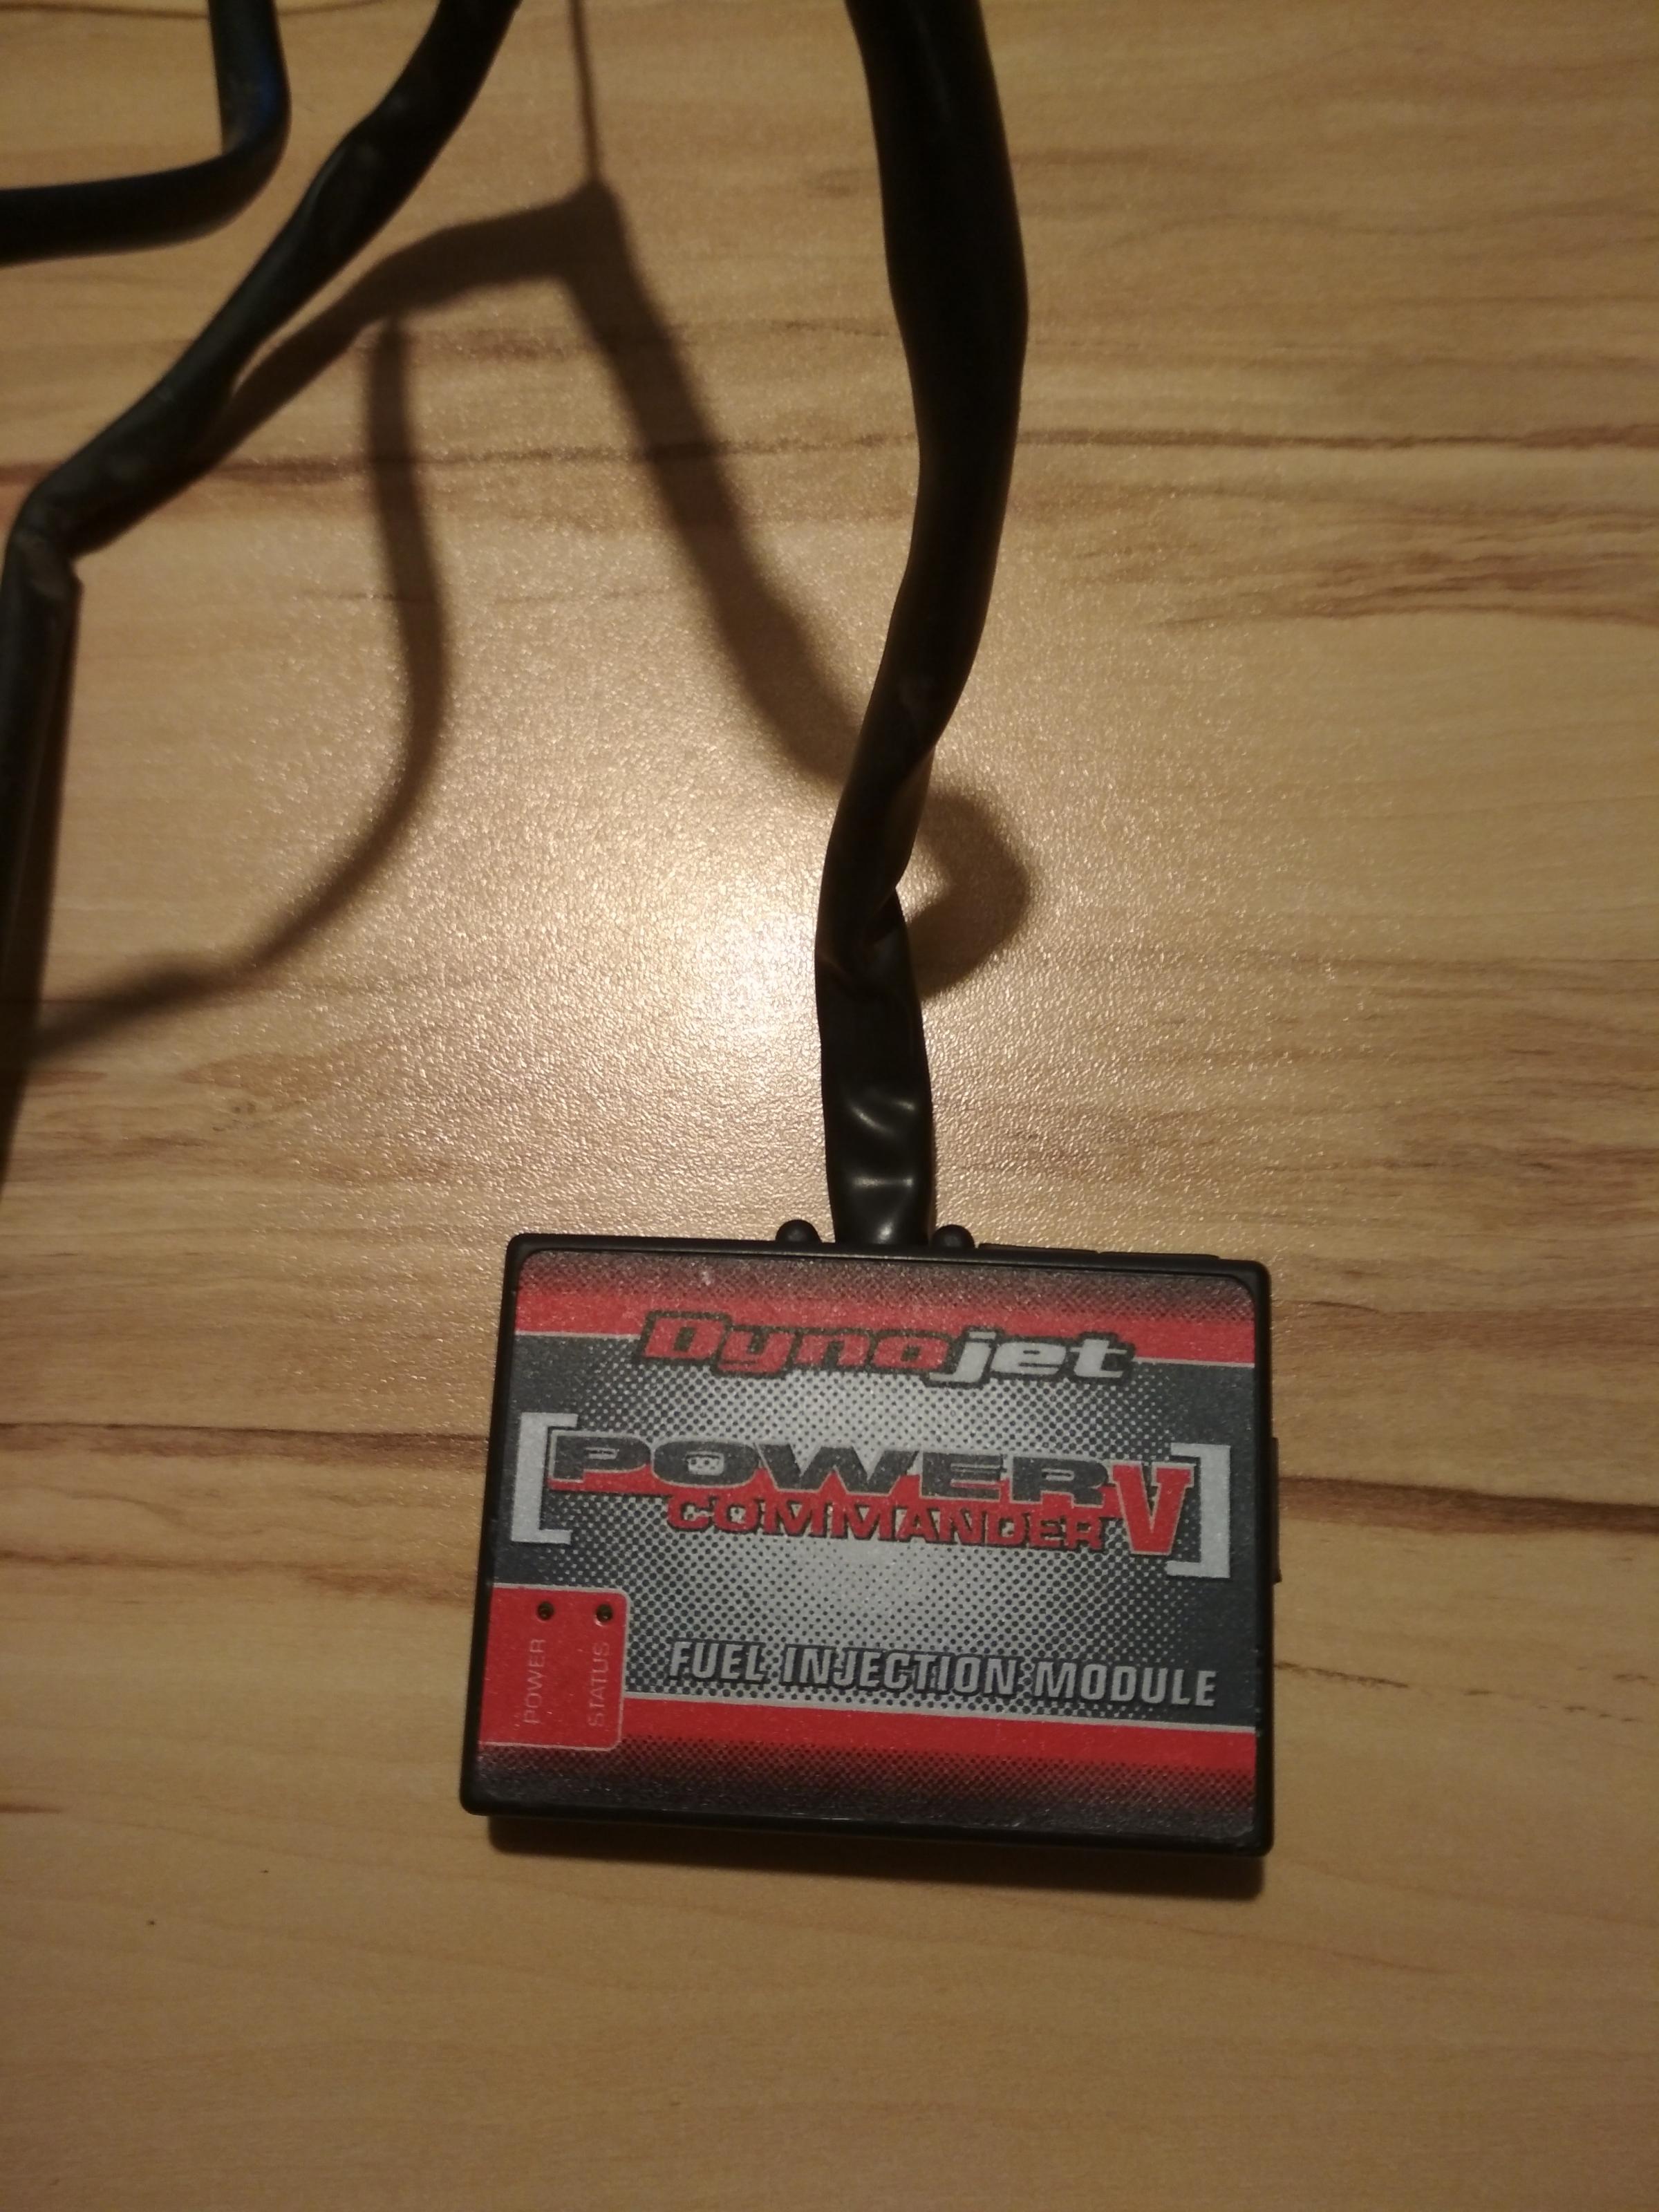 Dynojet
POWER V
COMMANDER
POWER
STATUS
FUEL INJECTION MODULE